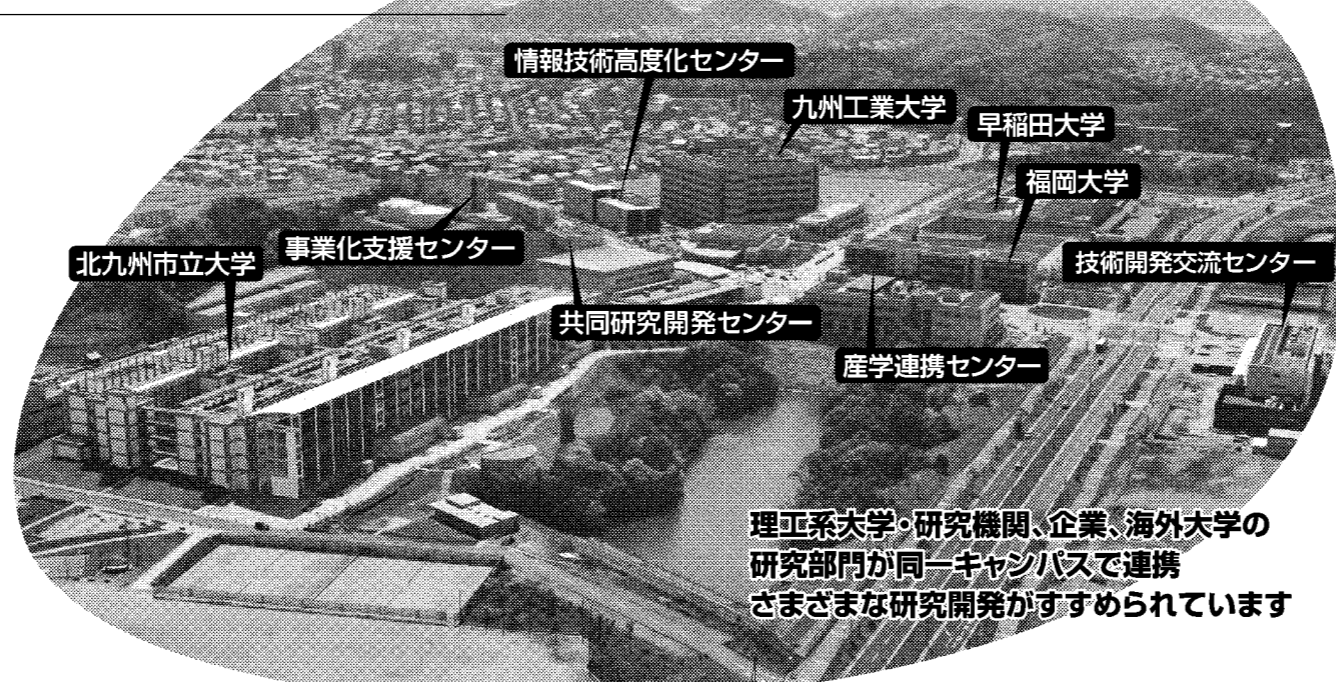 情報技術高度化センター
九州工業大学
早稲田大学
福岡大学
北九州市立大学
事業化支援センター
技術開発交流センター
共同研究開発センター
産学連携センター
理工系大学・研究機関、企業、海外大学の
研究部門が同一キャンパスで連携
さまざまな研究開発がすすめられています